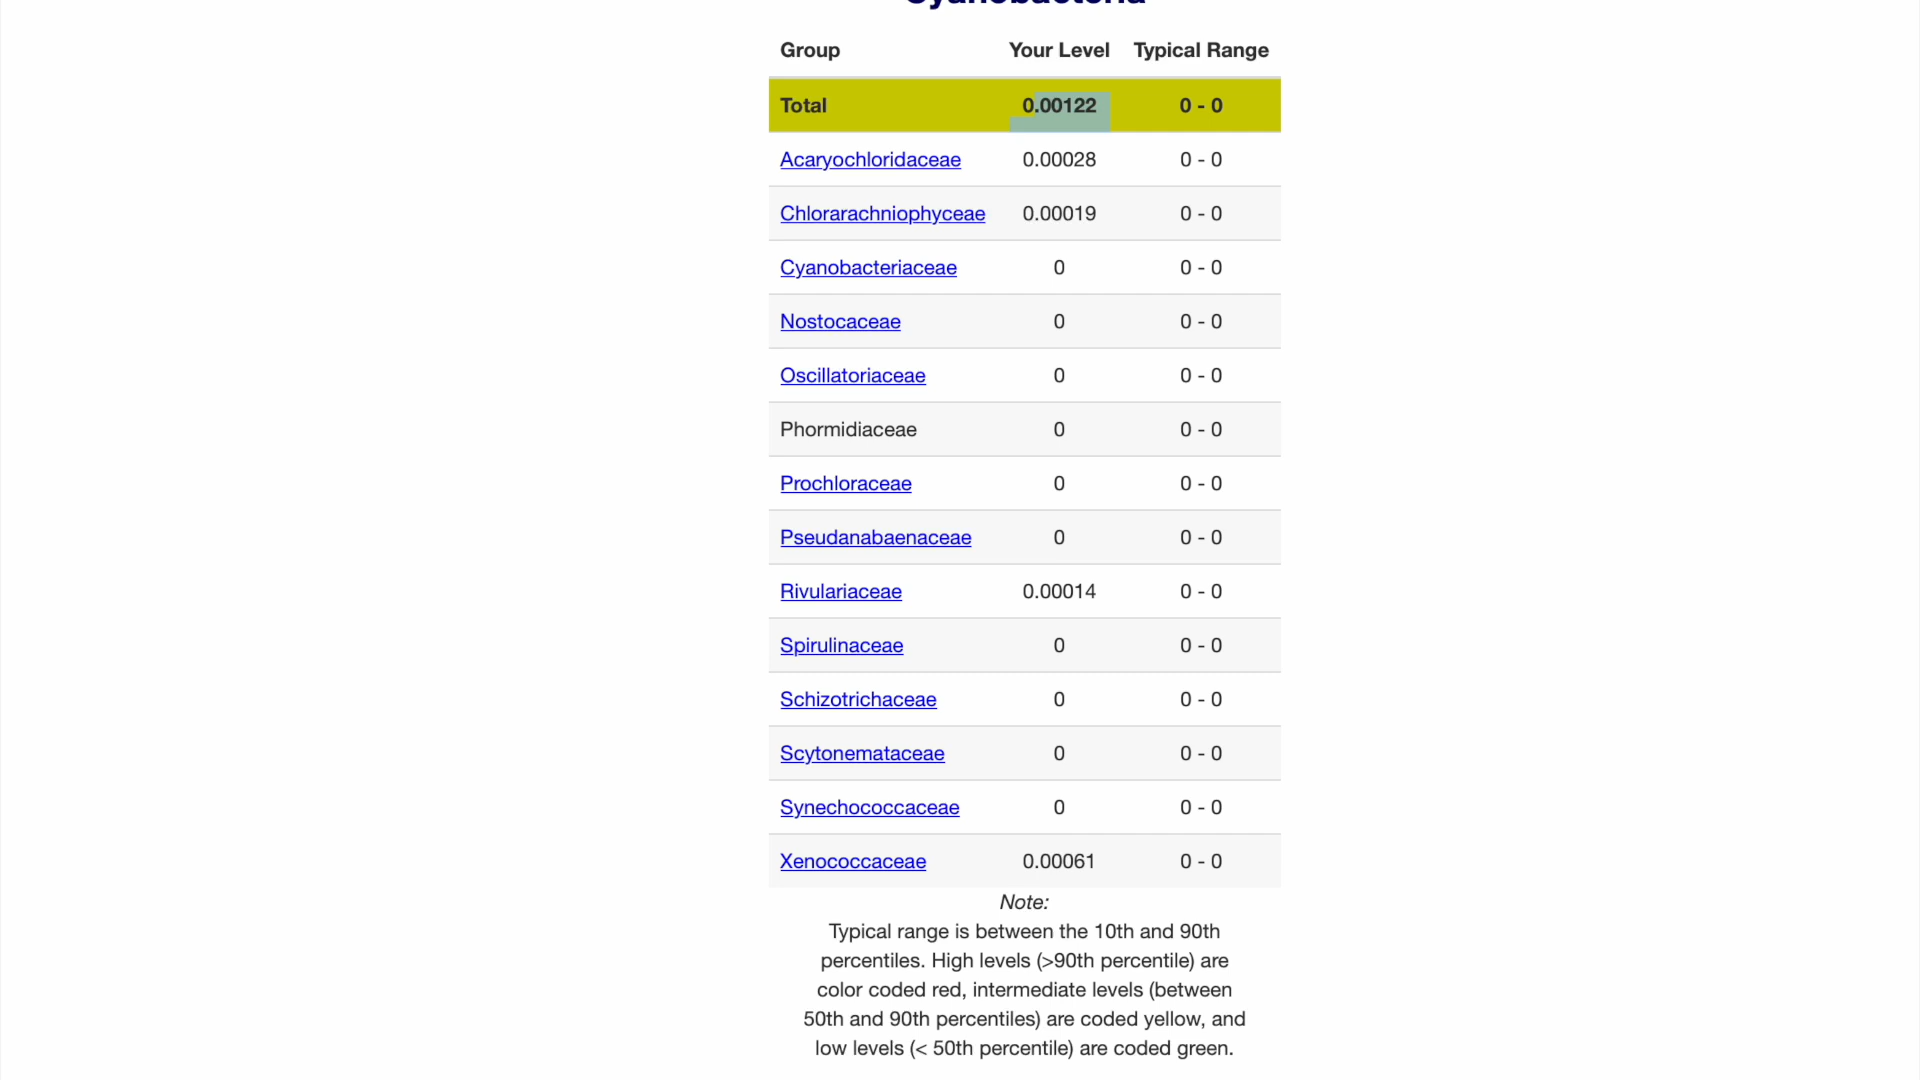 Cyanobacteria
Group Your Level Typical Range
Total 0.00122 0 - 0
Acaryochloridaceae 0.00028 0 - 0
Chlorarachniophyceae 0.00019 0 - 0
Cyanobacteriaceae 0 0 - 0
Nostocaceae 0 0 - 0
Oscillatoriaceae 0 0 - 0
Phormidiaceae 0 0 - 0
Prochloraceae 0 0 - 0
Pseudanabaenaceae 0 0 - 0
Rivulariaceae 0.00014 0 - 0
Spirulinaceae 0 0 - 0
Schizotrichaceae 0 0 - 0
Scytonemataceae 0 0 - 0
Synechococcaceae 0 0 - 0
Xenococcaceae 0.00061 0 - 0
Note:
Typical range is between the 10th and 90th
percentiles. High levels (>90th percentile) are
color coded red, intermediate levels (between
50th and 90th percentiles) are coded yellow, and
low levels (< 50th percentile) are coded green.